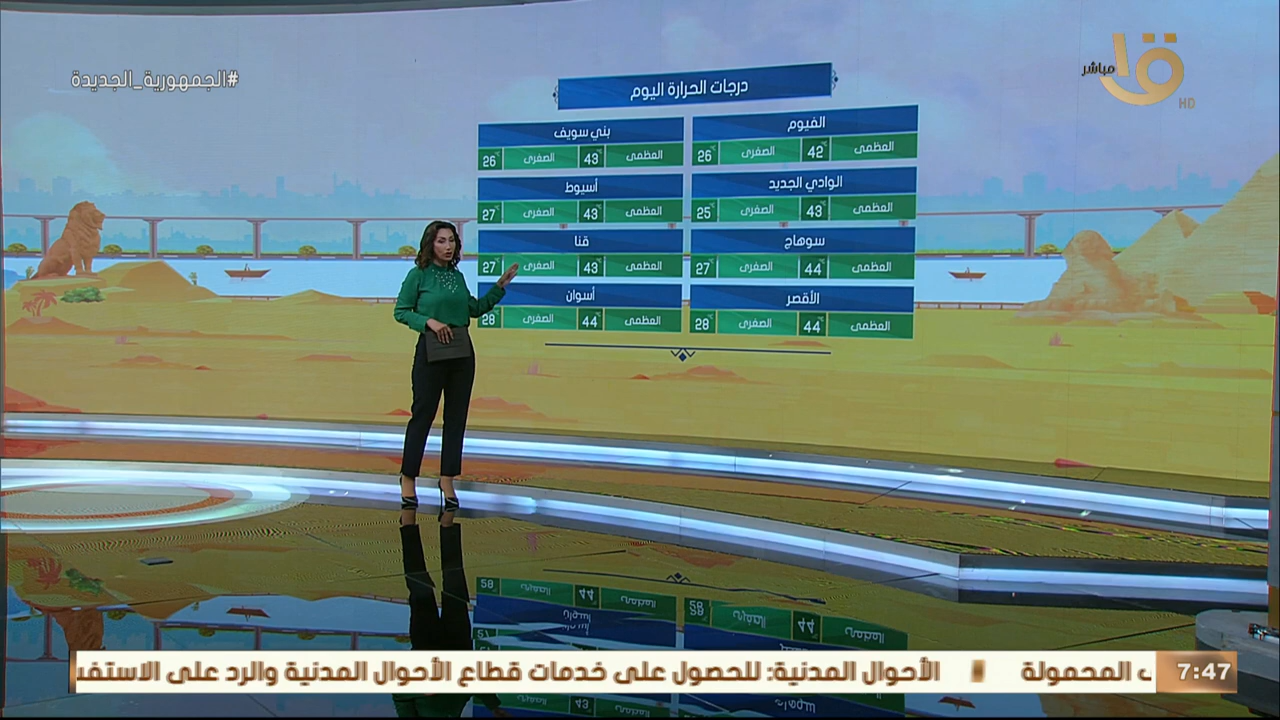 #الجمهورية_الجديدة
ق1
مباشر
HD
درجات الحرارة اليوم
الفيوم
العظمى 42 الصغرى 26
بني سويف
العظمى 43 الصغرى 26
الوادي الجديد
العظمى 43 الصغرى 25
أسيوط
العظمى 43 الصغرى 27
سوهاج
العظمى 44 الصغرى 27
قنا
العظمى 43 الصغرى 27
الأقصر
العظمى 44 الصغرى 28
أسوان
العظمى 44 الصغرى 28
7:47
المحمولة الأحوال المدنية: للحصول على خدمات قطاع الأحوال المدنية والرد على